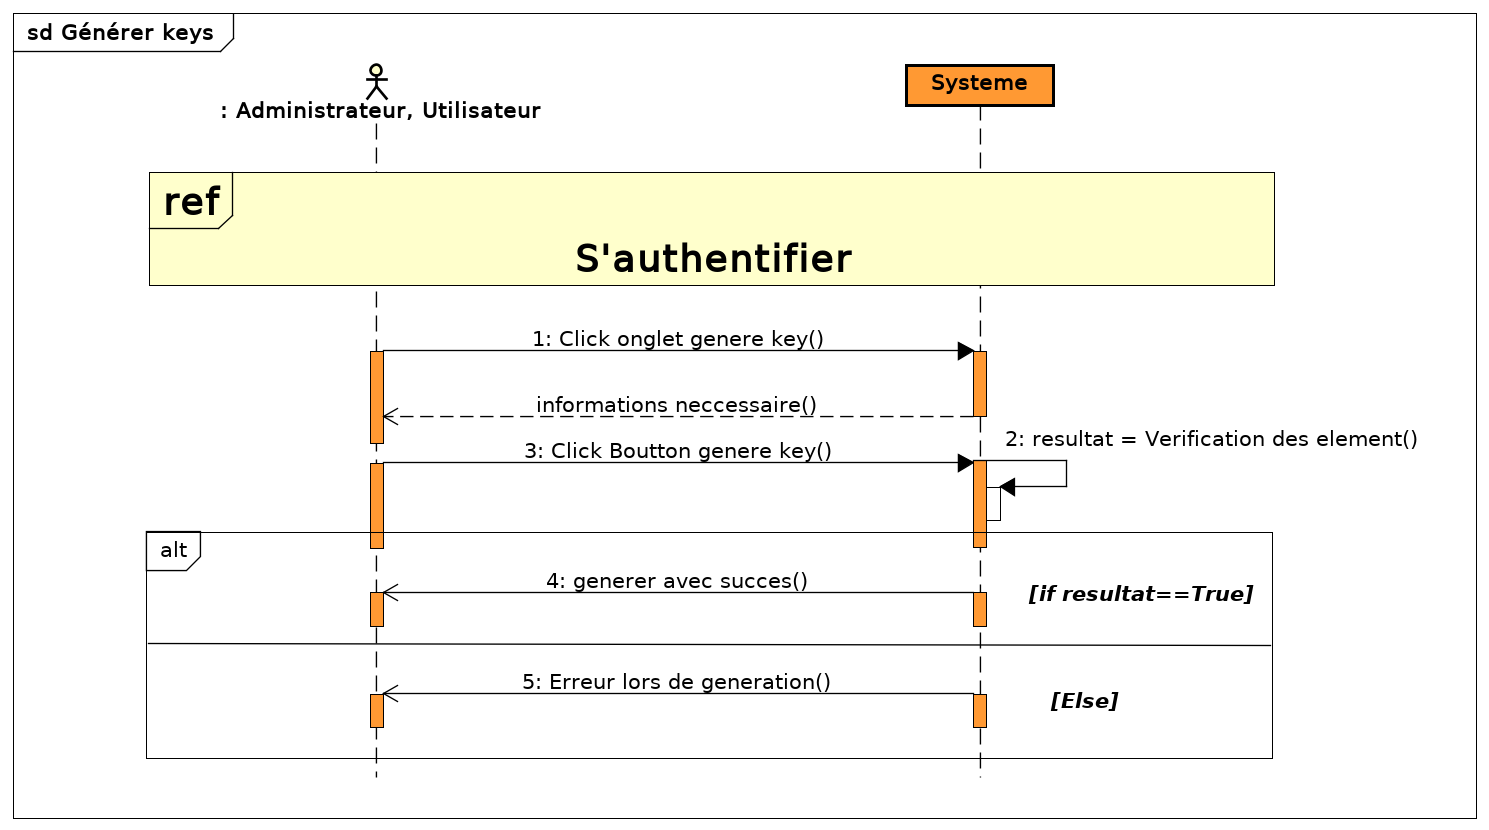 sd Générer keys
: Administrateur, Utilisateur
Systeme
ref
S'authentifier
1: Click onglet genere key()
informations neccessaire()
2: resultat = Verification des element()
3: Click Boutton genere key()
alt
4: generer avec succes()
[if resultat==True]
5: Erreur lors de generation()
[Else]